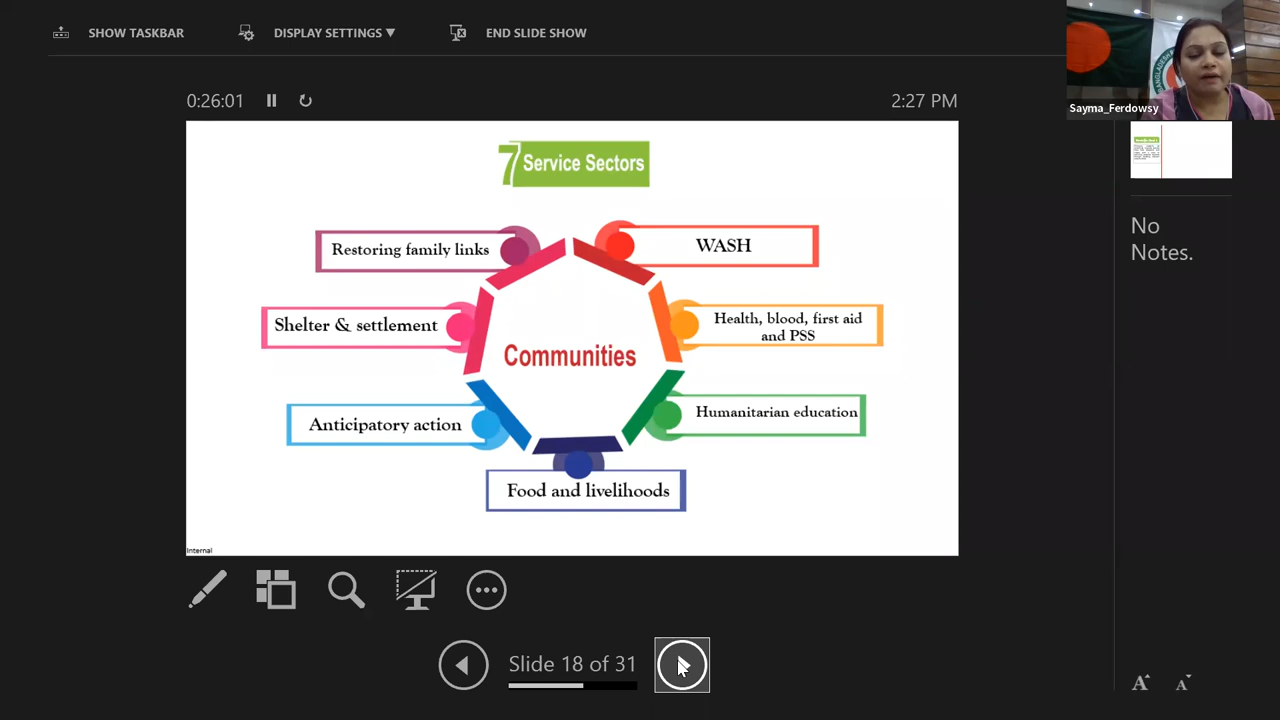 SHOW TASKBAR
DISPLAY SETTINGS ▼
END SLIDE SHOW
0:26:01
2:27 PM
Sayma_Ferdowsy
7 Service Sectors
Restoring family links
WASH
Shelter & settlement
Health, blood, first aid
and PSS
Communities
Anticipatory action
Humanitarian education
Food and livelihoods
Internal
No
Notes.
Slide 18 of 31
A
A